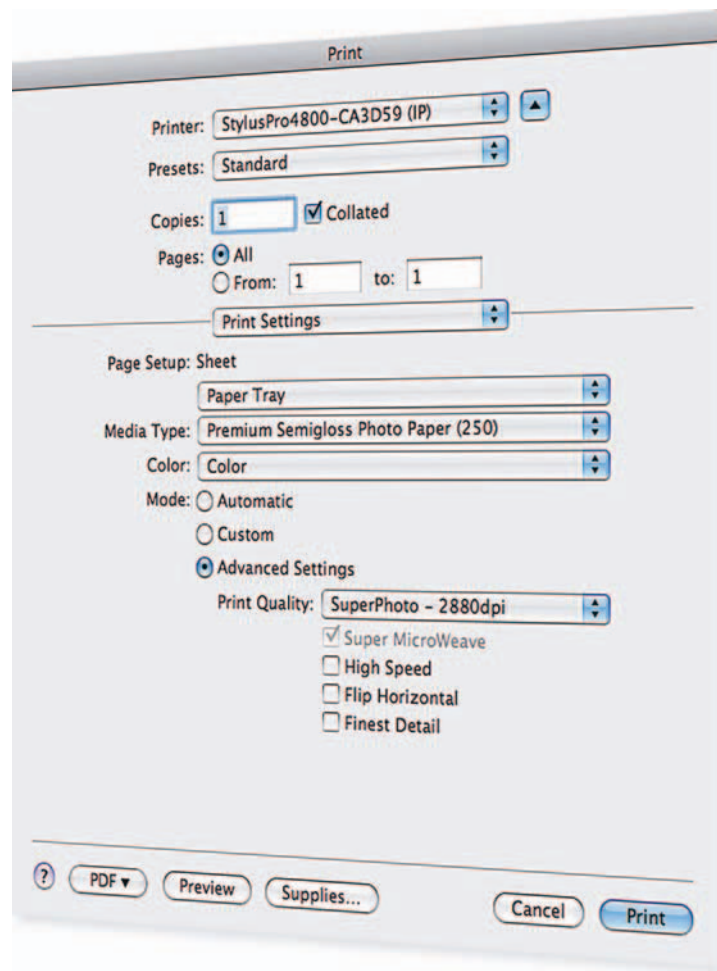 Print
Printer: StylusPro4800-CA3D59 (IP)
Presets: Standard
Copies: 1 Collated
Pages: All
From: 1 to: 1
Print Settings
Page Setup: Sheet
Paper Tray
Media Type: Premium Semigloss Photo Paper (250)
Color: Color
Mode: Automatic
Custom
Advanced Settings
Print Quality: SuperPhoto - 2880dpi
Super MicroWeave
High Speed
Flip Horizontal
Finest Detail
? PDF Preview Supplies... Cancel Print